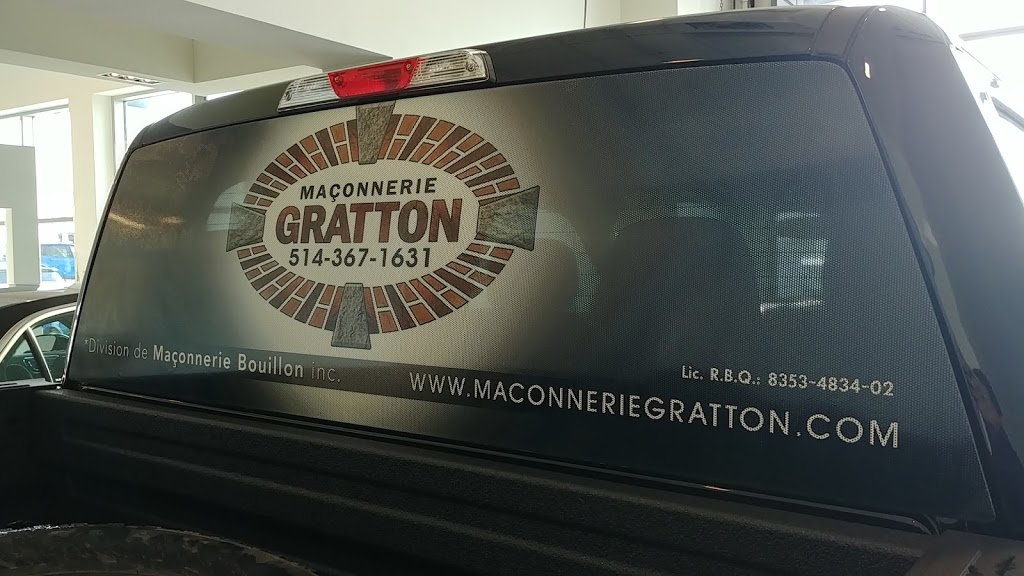 MAÇONNERIE
GRATTON
514-367-1631
*Division de Maçonnerie Bouillon inc.
Lic. R.B.Q.: 8353-4834-02
WWW.MACONNERIEGRATTON.COM